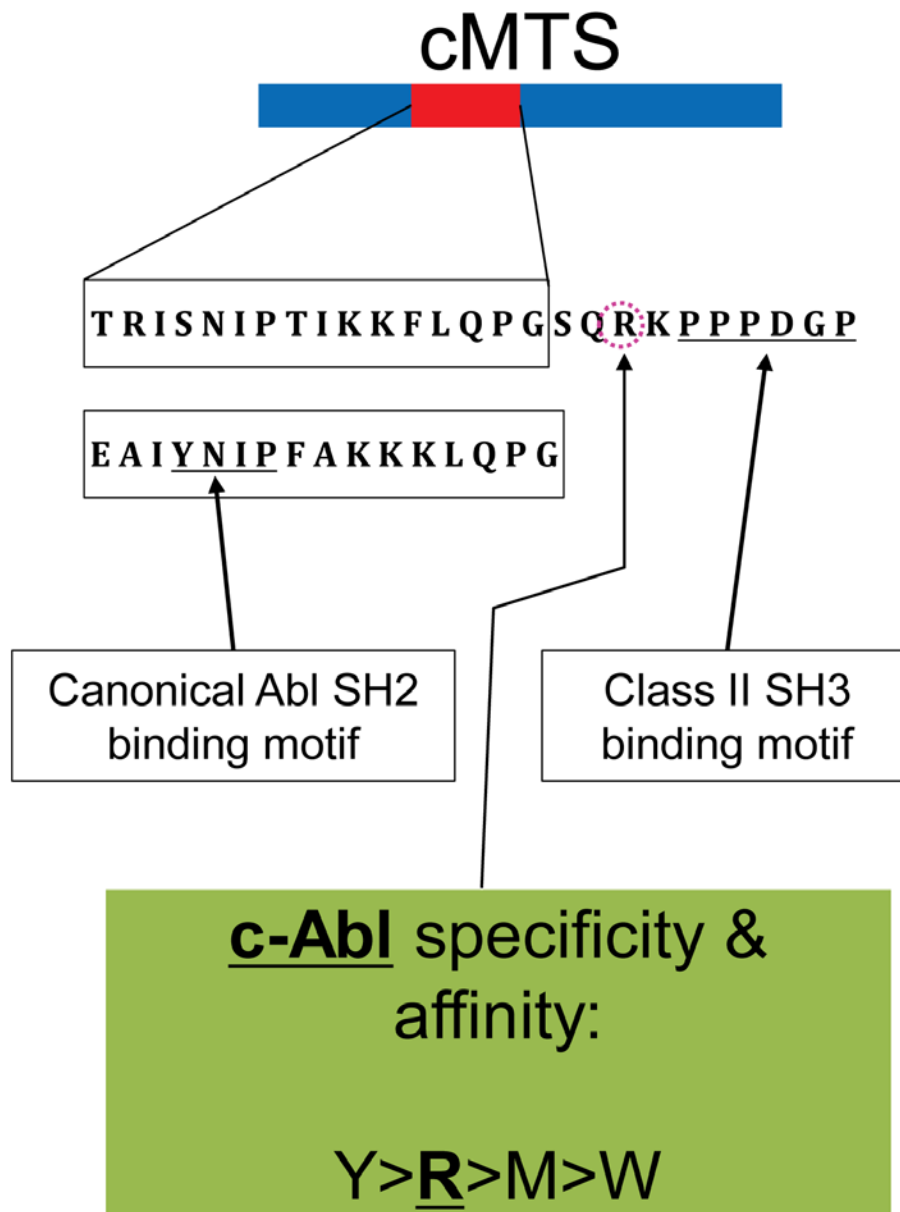 cMTS
T R I S N I P T I K K F L Q P G S Q R K P P P D G P
E A I Y N I P F A K K K L Q P G
Canonical Abl SH2
binding motif
Class II SH3
binding motif
c-Abl specificity &
affinity:
Y>R>M>W